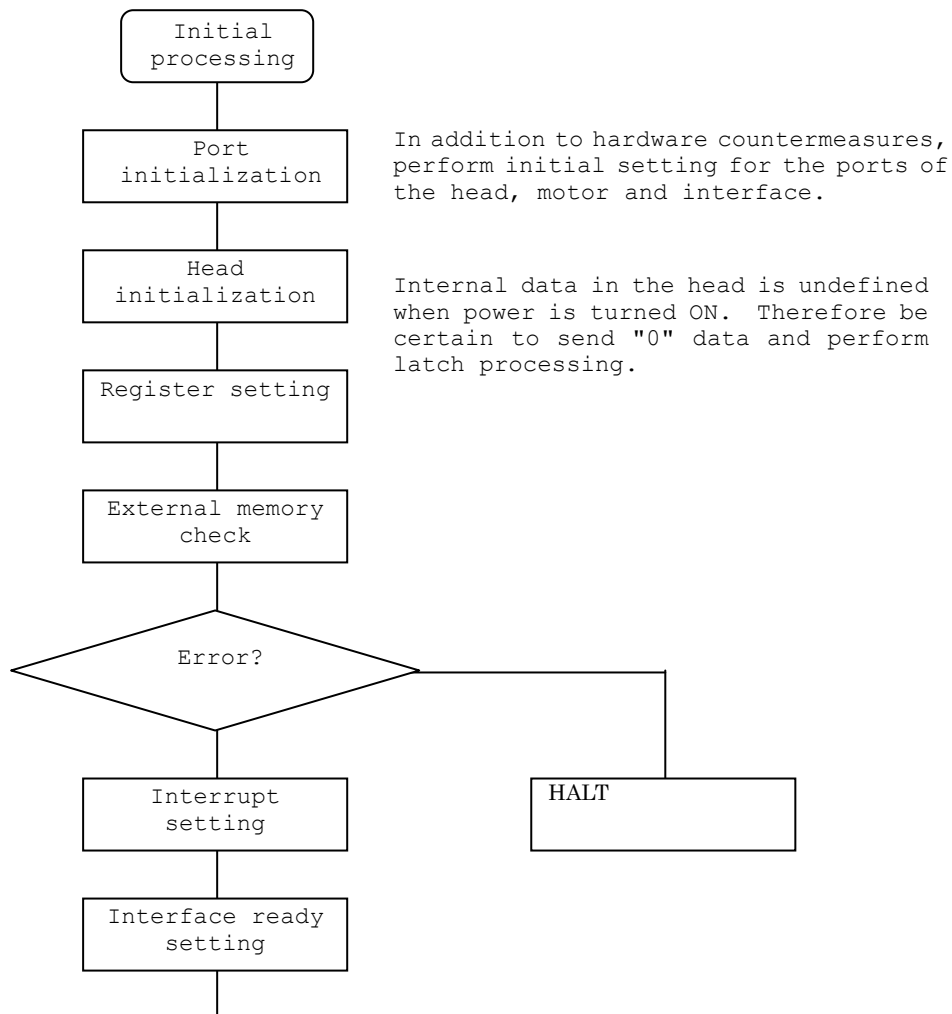 Initial
processing
Port
initialization
In addition to hardware countermeasures,
perform initial setting for the ports of
the head, motor and interface.
Head
initialization
Internal data in the head is undefined
when power is turned ON. Therefore be
certain to send "0" data and perform
latch processing.
Register setting
External memory
check
Error?
Interrupt
setting
HALT
Interface ready
setting